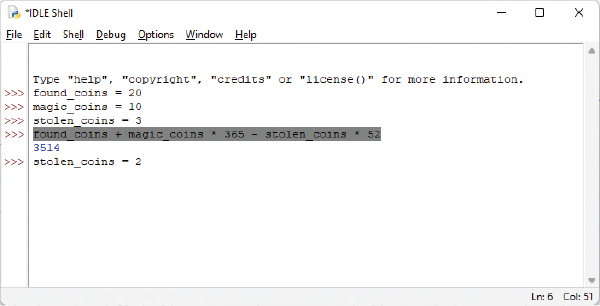 *IDLE Shell
File Edit Shell Debug Options Window Help
Type "help", "copyright", "credits" or "license()" for more information.
>>> found_coins = 20
>>> magic_coins = 10
>>> stolen_coins = 3
>>> found_coins + magic_coins * 365 - stolen_coins * 52
3514
>>> stolen_coins = 2
Ln: 6 Col: 51